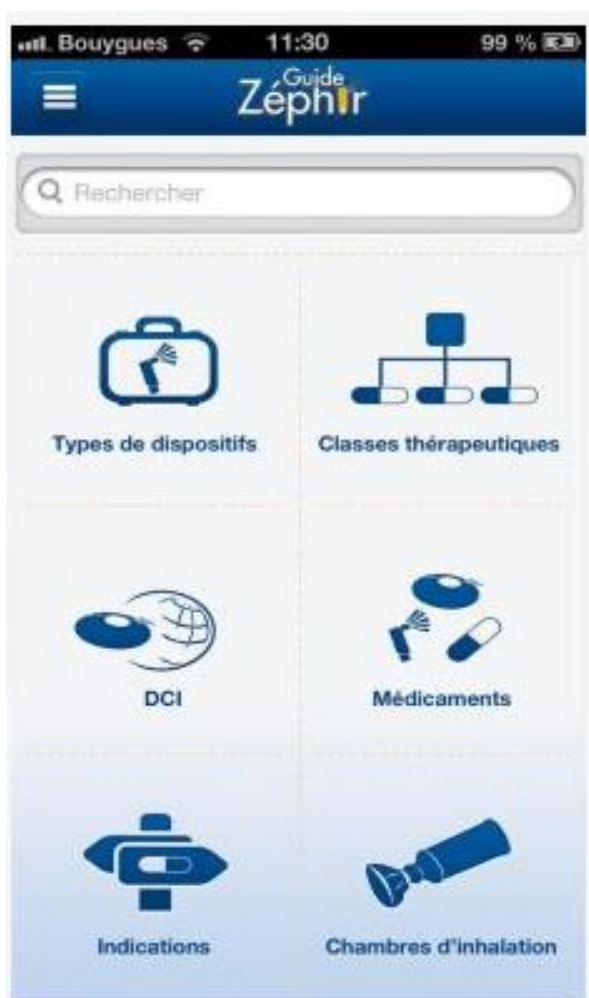 Bouygues 11:30 99 %
Guide
Zéphir
Rechercher
Types de dispositifs Classes thérapeutiques
DCI Médicaments
Indications Chambres d'inhalation